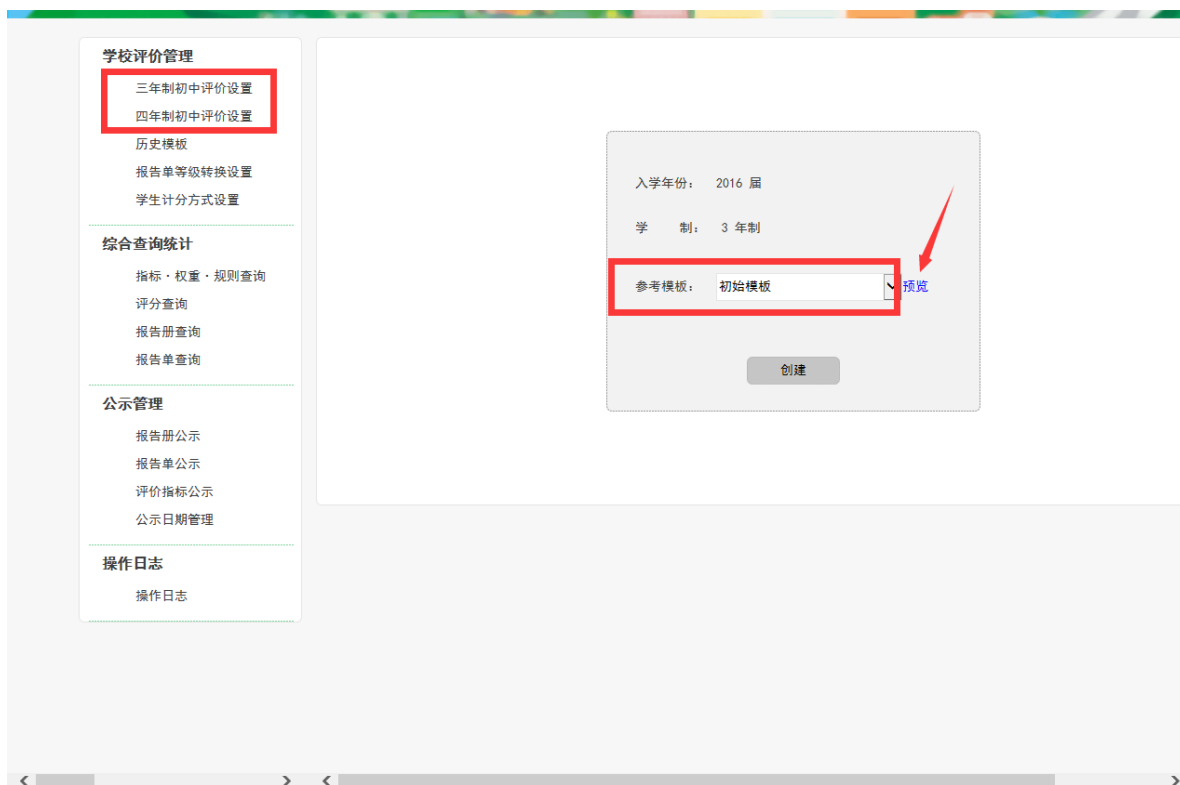 学校评价管理
三年制初中评价设置
四年制初中评价设置
历史模板
报告单等级转换设置
学生计分方式设置
综合查询统计
指标·权重·规则查询
评分查询
报告册查询
报告单查询
公示管理
报告册公示
报告单公示
评价指标公示
公示日期管理
操作日志
操作日志
入学年份： 2016 届
学 制： 3 年制
参考模板： 初始模板 预览
创建